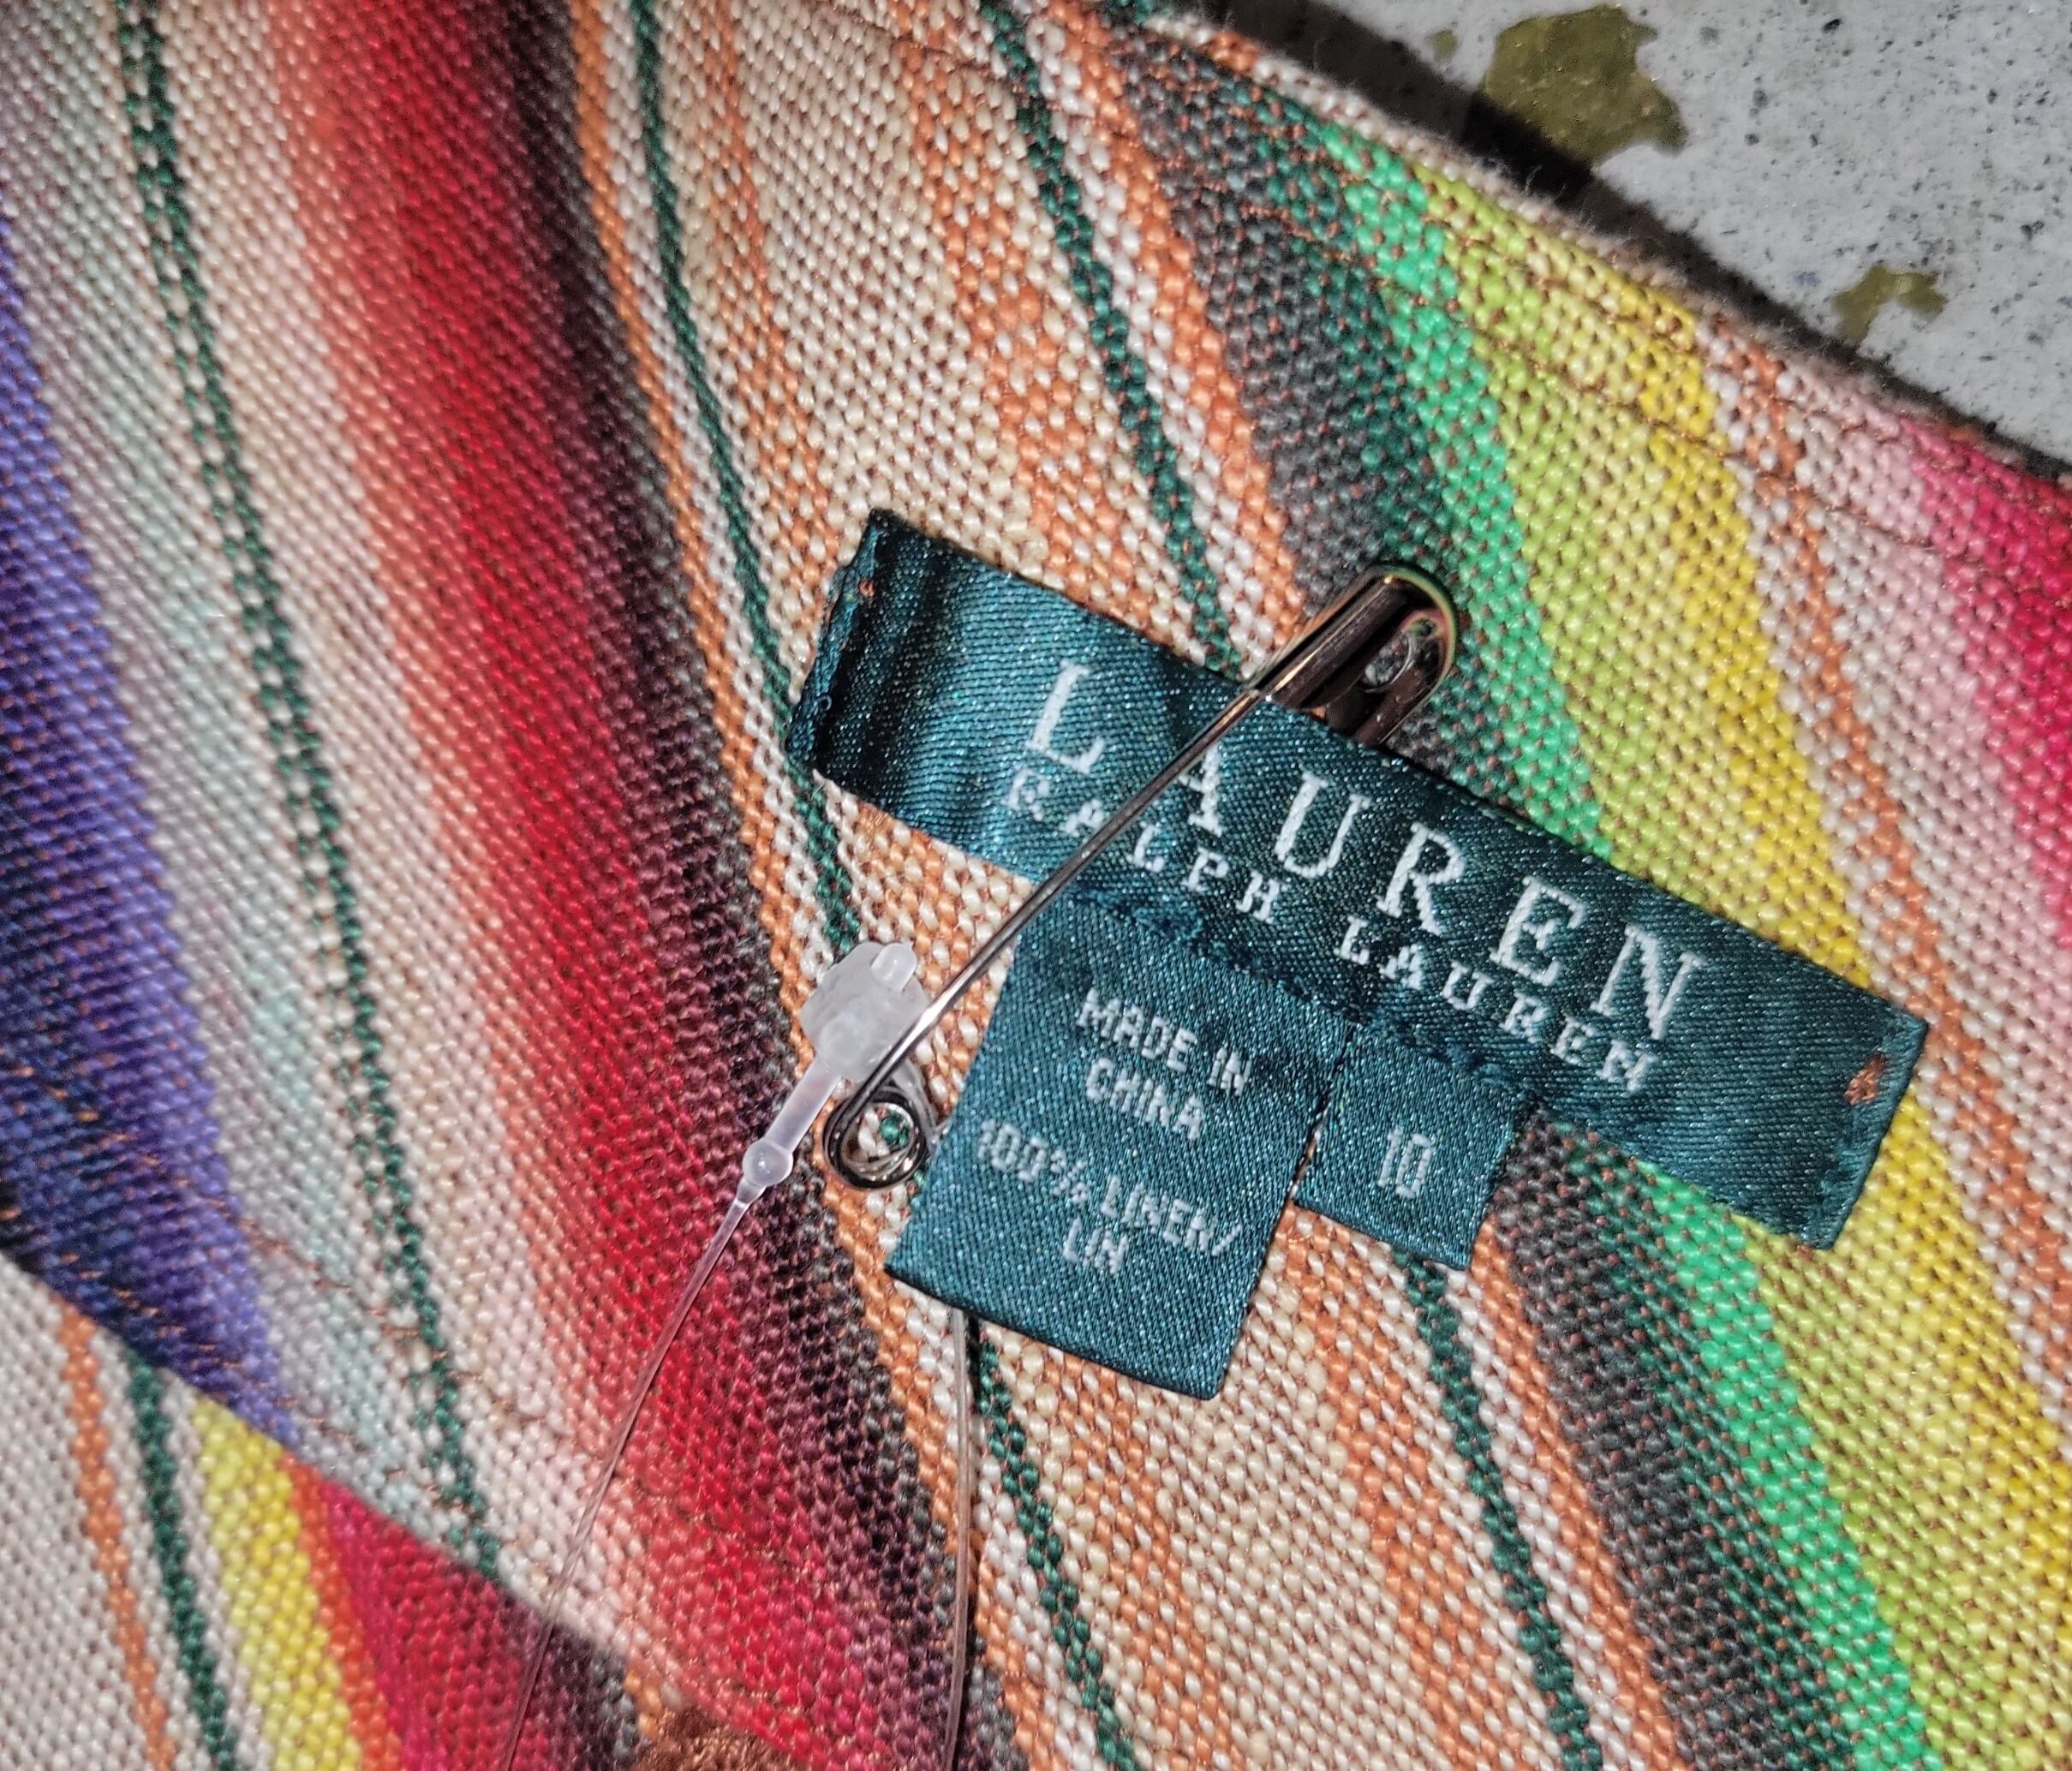 LAUREN
RALPH LAUREN
MADE IN
CHINA
100% LINEN/
LIN
10